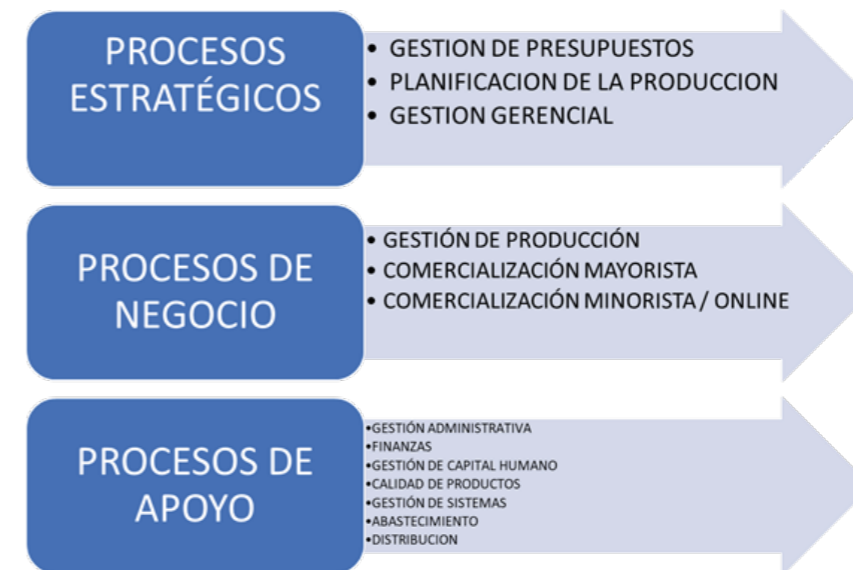 PROCESOS
ESTRATÉGICOS
• GESTION DE PRESUPUESTOS
• PLANIFICACION DE LA PRODUCCION
• GESTION GERENCIAL
PROCESOS DE
NEGOCIO
• GESTIÓN DE PRODUCCIÓN
• COMERCIALIZACIÓN MAYORISTA
• COMERCIALIZACIÓN MINORISTA / ONLINE
PROCESOS DE
APOYO
•GESTIÓN ADMINISTRATIVA
•FINANZAS
•GESTIÓN DE CAPITAL HUMANO
•CALIDAD DE PRODUCTOS
•GESTIÓN DE SISTEMAS
•ABASTECIMIENTO
•DISTRIBUCION